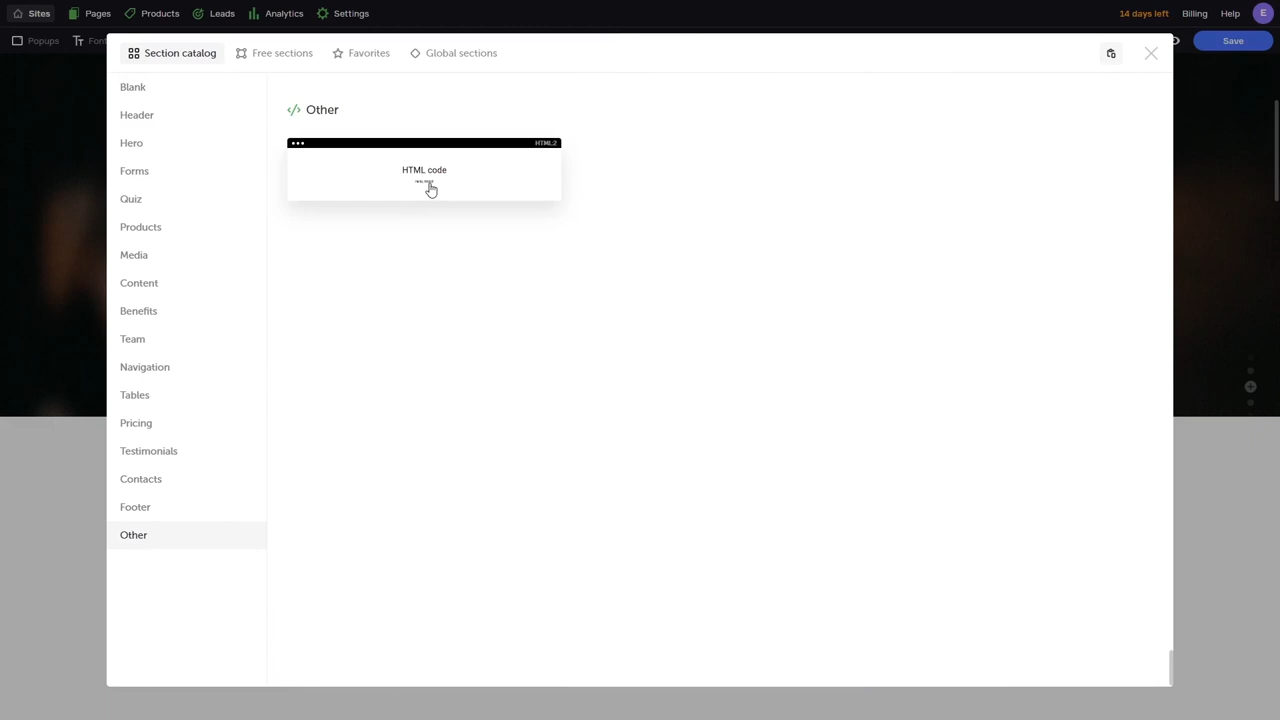 Sites Pages Products Leads Analytics Settings 14 days left Billing Help E
Popups Save
Section catalog Free sections Favorites Global sections
Blank
Header
Hero
Forms
Quiz
Products
Media
Content
Benefits
Team
Navigation
Tables
Pricing
Testimonials
Contacts
Footer
Other
</> Other
HTML2
HTML code